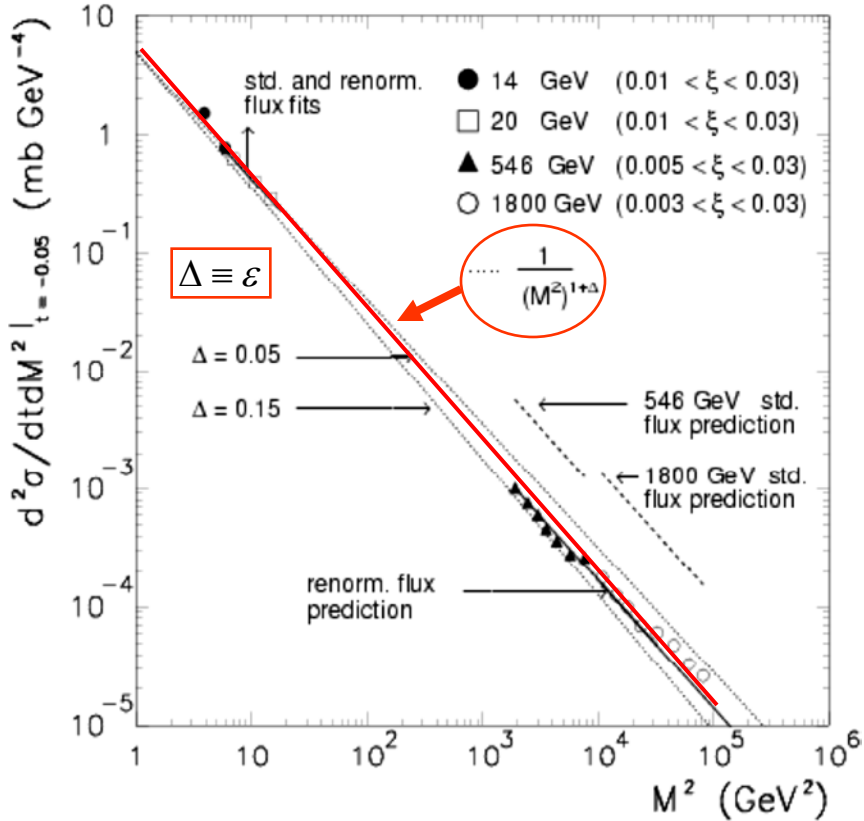 10
1
10⁻¹
10⁻²
10⁻³
10⁻⁴
10⁻⁵
d²σ/dtdM²|t = −0.05 (mb GeV⁻⁴)
std. and renorm.
flux fits
● 14 GeV (0.01 < ξ < 0.03)
□ 20 GeV (0.01 < ξ < 0.03)
▲ 546 GeV (0.005 < ξ < 0.03)
○ 1800 GeV (0.003 < ξ < 0.03)
Δ ≡ ε
1
(M²)¹⁺Δ
Δ = 0.05
Δ = 0.15
546 GeV std.
flux prediction
1800 GeV std.
flux prediction
renorm. flux
prediction
1 10 10² 10³ 10⁴ 10⁵ 10⁶
M² (GeV²)